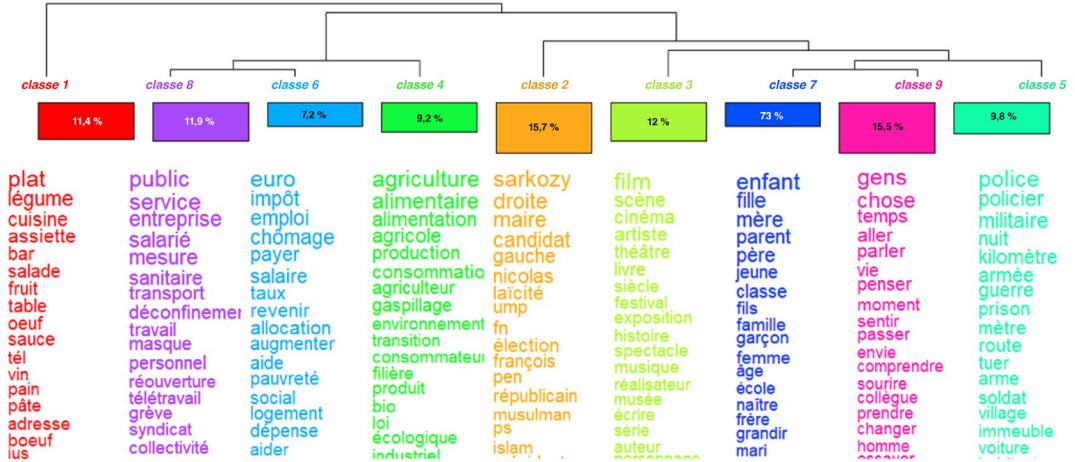 classe 1
classe 8
classe 6
classe 4
classe 2
classe 3
classe 7
classe 9
classe 5
11,4 %
11,9 %
7,2 %
9,2 %
15,7 %
12 %
73 %
15,5 %
9,8 %
plat
légume
cuisine
assiette
bar
salade
fruit
table
oeuf
sauce
tél
vin
pain
pâte
adresse
boeuf
jus
public
service
entreprise
salarié
mesure
sanitaire
transport
déconfinemer
travail
masque
personnel
réouverture
télétravail
grève
syndicat
collectivité
euro
impôt
emploi
chômage
payer
salaire
taux
revenir
allocation
augmenter
aide
pauvreté
social
logement
dépense
aider
agriculture
alimentaire
alimentation
agricole
production
consommatio
agriculteur
gaspillage
environnement
transition
consommateu
filière
produit
bio
loi
écologique
industriel
sarkozy
droite
maire
candidat
gauche
nicolas
laïcité
ump
fn
élection
françois
pen
républicain
musulman
ps
islam
film
scène
cinéma
artiste
théâtre
livre
siècle
festival
exposition
histoire
spectacle
musique
réalisateur
musée
écrire
série
auteur
personnage
enfant
fille
mère
parent
père
jeune
classe
fils
famille
garçon
femme
âge
école
naître
frère
grandir
mari
gens
chose
temps
aller
parler
vie
penser
moment
sentir
passer
envie
comprendre
sourire
collègue
prendre
changer
homme
essayer
police
policier
militaire
nuit
kilomètre
armée
guerre
prison
mètre
route
tuer
arme
soldat
village
immeuble
voiture